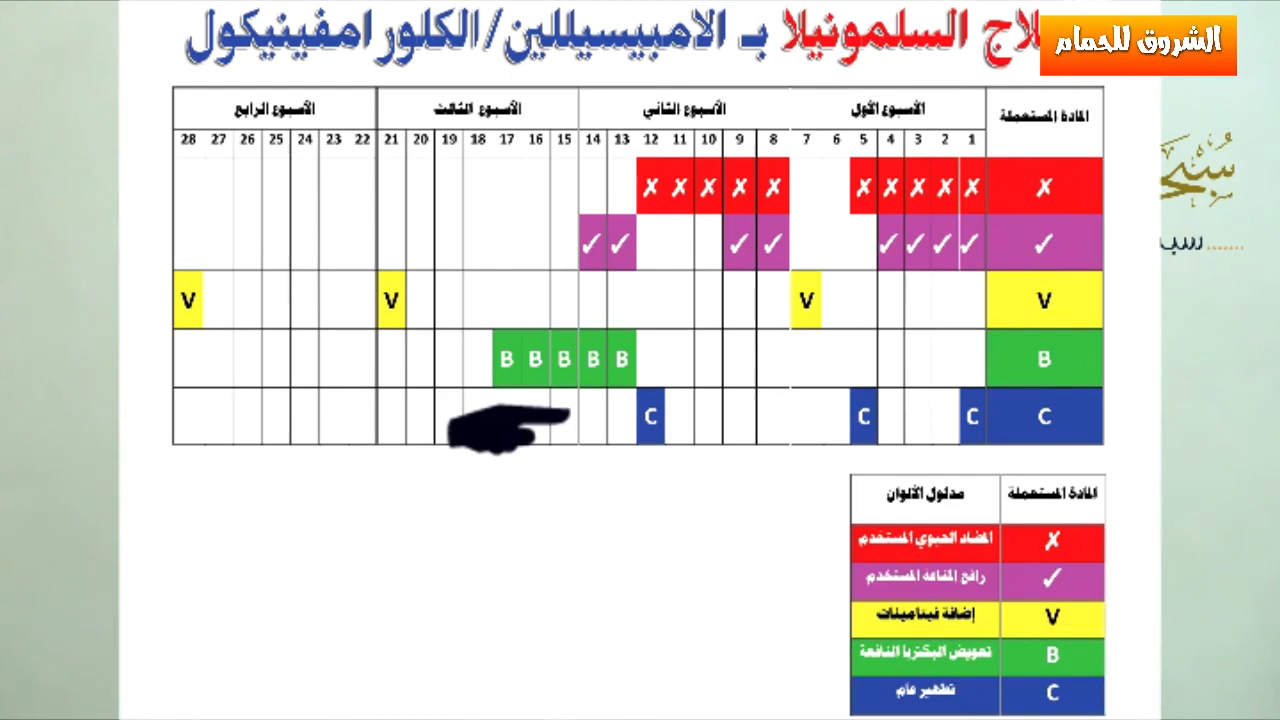 لاج السلمونيلا بـ الامبيسيللين/الكلورامفينيكول
الشروق للحمام
المادة المستعملة الأسبوع الأول الأسبوع الثاني الأسبوع الثالث الأسبوع الرابع
1 2 3 4 5 6 7 8 9 10 11 12 13 14 15 16 17 18 19 20 21 22 23 24 25 26 27 28
✗ ✗ ✗ ✗ ✗ ✗ ✗ ✗ ✗ ✗ ✗
✓ ✓ ✓ ✓ ✓ ✓ ✓ ✓ ✓
V V V V
B B B B B B
C C C C
المادة المستعملة مدلول الألوان
✗ المضاد الحيوي المستخدم
✓ رافع المناعة المستخدم
V إضافة فيتامينات
B تعويض البكتريا النافعة
C تطهير عام
سب.......